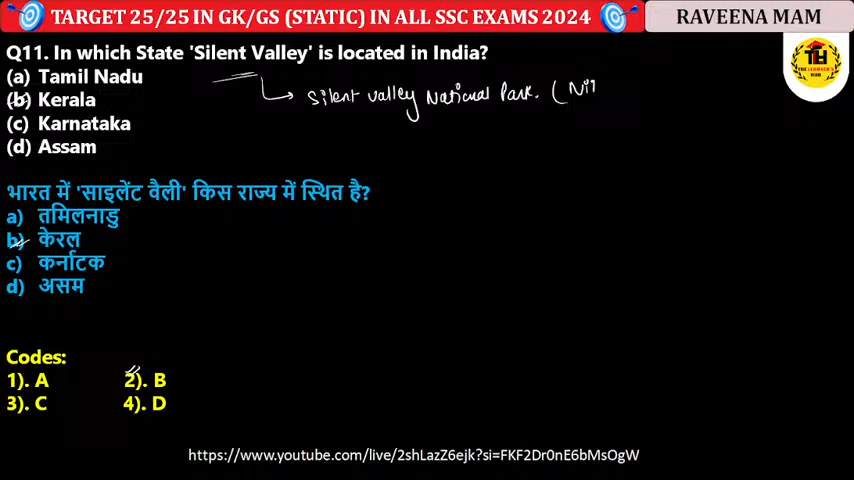 TARGET 25/25 IN GK/GS (STATIC) IN ALL SSC EXAMS 2024
RAVEENA MAM
Q11. In which State 'Silent Valley' is located in India?
(a) Tamil Nadu
(b) Kerala
(c) Karnataka
(d) Assam
Silent valley National Park. (Ni
भारत में 'साइलेंट वैली' किस राज्य में स्थित है?
a) तमिलनाडु
b) केरल
c) कर्नाटक
d) असम
Codes:
1). A 2). B
3). C 4). D
https://www.youtube.com/live/2shLazZ6ejk?si=FKF2Dr0nE6bMsOgW
TH